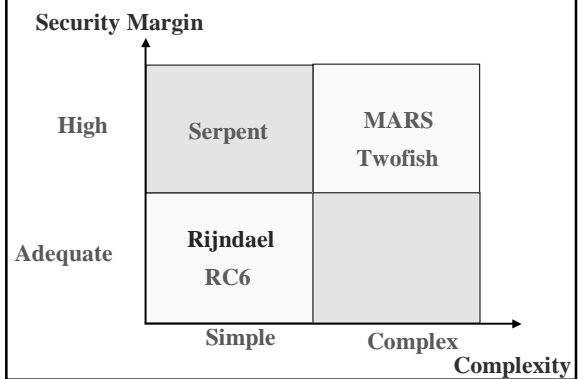 Security Margin
High
Serpent
MARS
Twofish
Adequate
Rijndael
RC6
Simple
Complex
Complexity